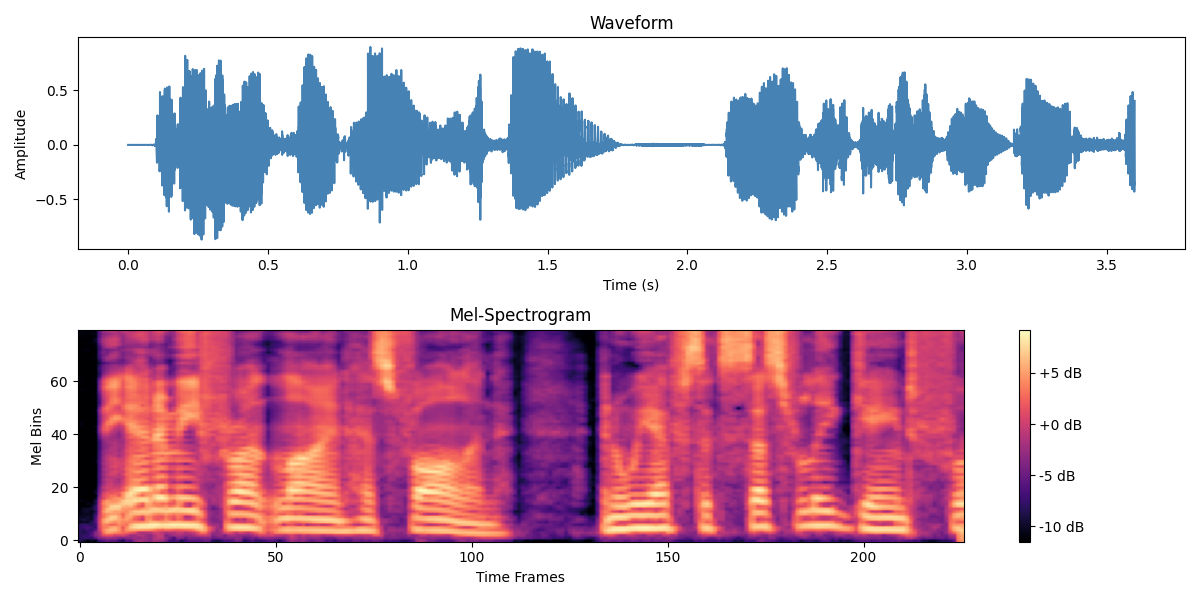 Waveform
Amplitude
0.5
0.0
−0.5
0.0 0.5 1.0 1.5 2.0 2.5 3.0 3.5
Time (s)
Mel-Spectrogram
Mel Bins
60
40
20
0
0 50 100 150 200
Time Frames
+5 dB
+0 dB
-5 dB
-10 dB